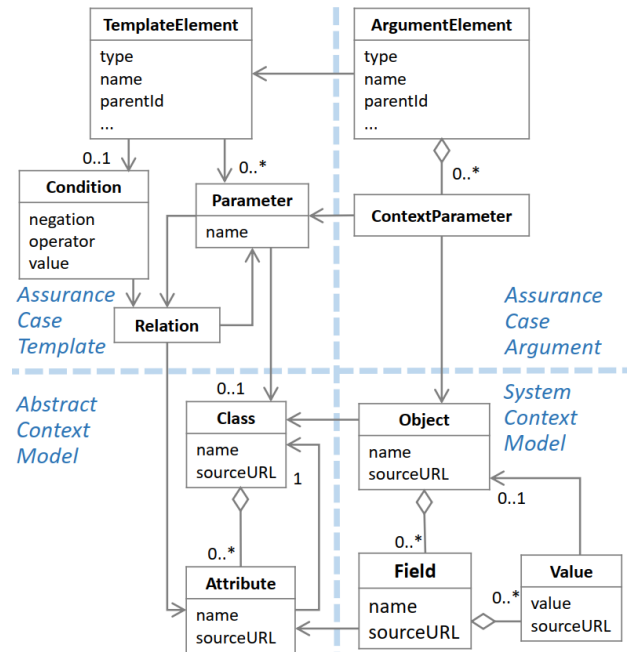 TemplateElement
type
name
parentId
...
ArgumentElement
type
name
parentId
...
0..1
0..*
0..*
Condition
negation
operator
value
Parameter
name
ContextParameter
Relation
Assurance
Case
Template
Assurance
Case
Argument
Abstract
Context
Model
0..1
Class
name
sourceURL
1
Object
name
sourceURL
System
Context
Model
0..1
0..*
Attribute
name
sourceURL
0..*
Field
name
sourceURL
0..*
Value
value
sourceURL